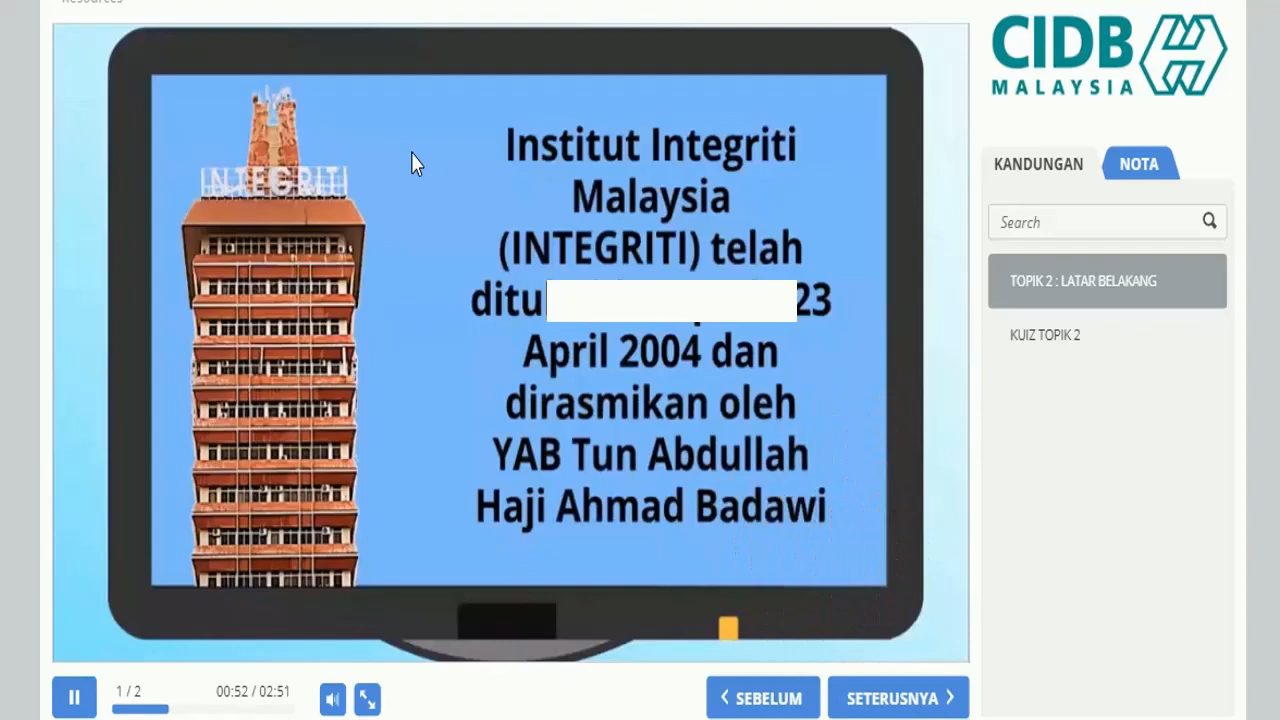 Resources
CIDB
MALAYSIA
INTEGRITI
Institut Integriti
Malaysia
(INTEGRITI) telah
23
April 2004 dan
dirasmikan oleh
YAB Tun Abdullah
Haji Ahmad Badawi
KANDUNGAN
NOTA
Search
TOPIK 2 : LATAR BELAKANG
KUIZ TOPIK 2
1 / 2
00:52 / 02:51
SEBELUM
SETERUSNYA